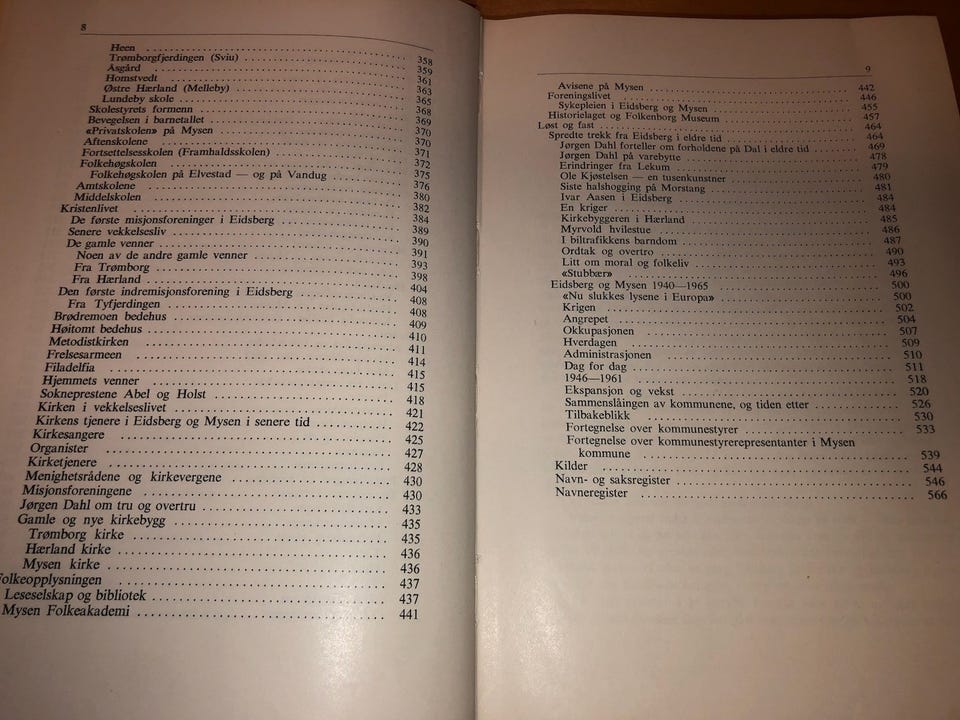 8
Heen ........ 358
Trømborgfjerdingen (Sviu) ........ 359
Åsgård ........ 361
Homstvedt ........ 363
Østre Hærland (Melleby) ........ 365
Lundeby skole ........ 368
Skolestyrets formenn ........ 369
Bevegelsen i barnetallet ........ 370
«Privatskolen» på Mysen ........ 370
Aftenskolene ........ 371
Fortsettelsesskolen (Framhaldsskolen) ........ 372
Folkehøgskolen ........ 375
Folkehøgskolen på Elvestad — og på Vandug ........ 376
Amtskolene ........ 380
Middelskolen ........ 382
Kristenlivet ........ 384
De første misjonsforeninger i Eidsberg ........ 389
Senere vekkelsesliv ........ 390
De gamle venner ........ 391
Noen av de andre gamle venner ........ 393
Fra Trømborg ........ 398
Fra Hærland ........ 404
Den første indremisjonsforening i Eidsberg ........ 408
Fra Tyfjerdingen ........ 408
Brødremoen bedehus ........ 409
Høitomt bedehus ........ 410
Metodistkirken ........ 411
Frelsesarmeen ........ 414
Filadelfia ........ 415
Hjemmets venner ........ 415
Sokneprestene Abel og Holst ........ 418
Kirken i vekkelseslivet ........ 421
Kirkens tjenere i Eidsberg og Mysen i senere tid ........ 422
Kirkesangere ........ 425
Organister ........ 427
Kirketjenere ........ 428
Menighetsrådene og kirkevergene ........ 430
Misjonsforeningene ........ 430
Jørgen Dahl om tru og overtru ........ 433
Gamle og nye kirkebygg ........ 435
Trømborg kirke ........ 435
Hærland kirke ........ 436
Mysen kirke ........ 436
Folkeopplysningen ........ 437
Leseselskap og bibliotek ........ 437
Mysen Folkeakademi ........ 441
9
Avisene på Mysen ........ 442
Foreningslivet ........ 446
Sykepleien i Eidsberg og Mysen ........ 455
Historielaget og Folkenborg Museum ........ 457
Løst og fast ........ 464
Spredte trekk fra Eidsberg i eldre tid ........ 464
Jørgen Dahl forteller om forholdene på Dal i eldre tid ........ 469
Jørgen Dahl på varebytte ........ 478
Erindringer fra Lekum ........ 479
Ole Kjøstelsen — en tusenkunstner ........ 480
Siste halshogging på Morstang ........ 481
Ivar Aasen i Eidsberg ........ 484
En kriger ........ 484
Kirkebyggeren i Hærland ........ 485
Myrvold hvilestue ........ 486
I biltrafikkens barndom ........ 487
Ordtak og overtro ........ 490
Litt om moral og folkeliv ........ 493
«Stubbær» ........ 496
Eidsberg og Mysen 1940—1965 ........ 500
«Nu slukkes lysene i Europa» ........ 500
Krigen ........ 502
Angrepet ........ 504
Okkupasjonen ........ 507
Hverdagen ........ 509
Administrasjonen ........ 510
Dag for dag ........ 511
1946—1961 ........ 518
Ekspansjon og vekst ........ 520
Sammenslåingen av kommunene, og tiden etter ........ 526
Tilbakeblikk ........ 530
Fortegnelse over kommunestyrer ........ 533
Fortegnelse over kommunestyrerepresentanter i Mysen
kommune ........ 539
Kilder ........ 544
Navn- og saksregister ........ 546
Navneregister ........ 566